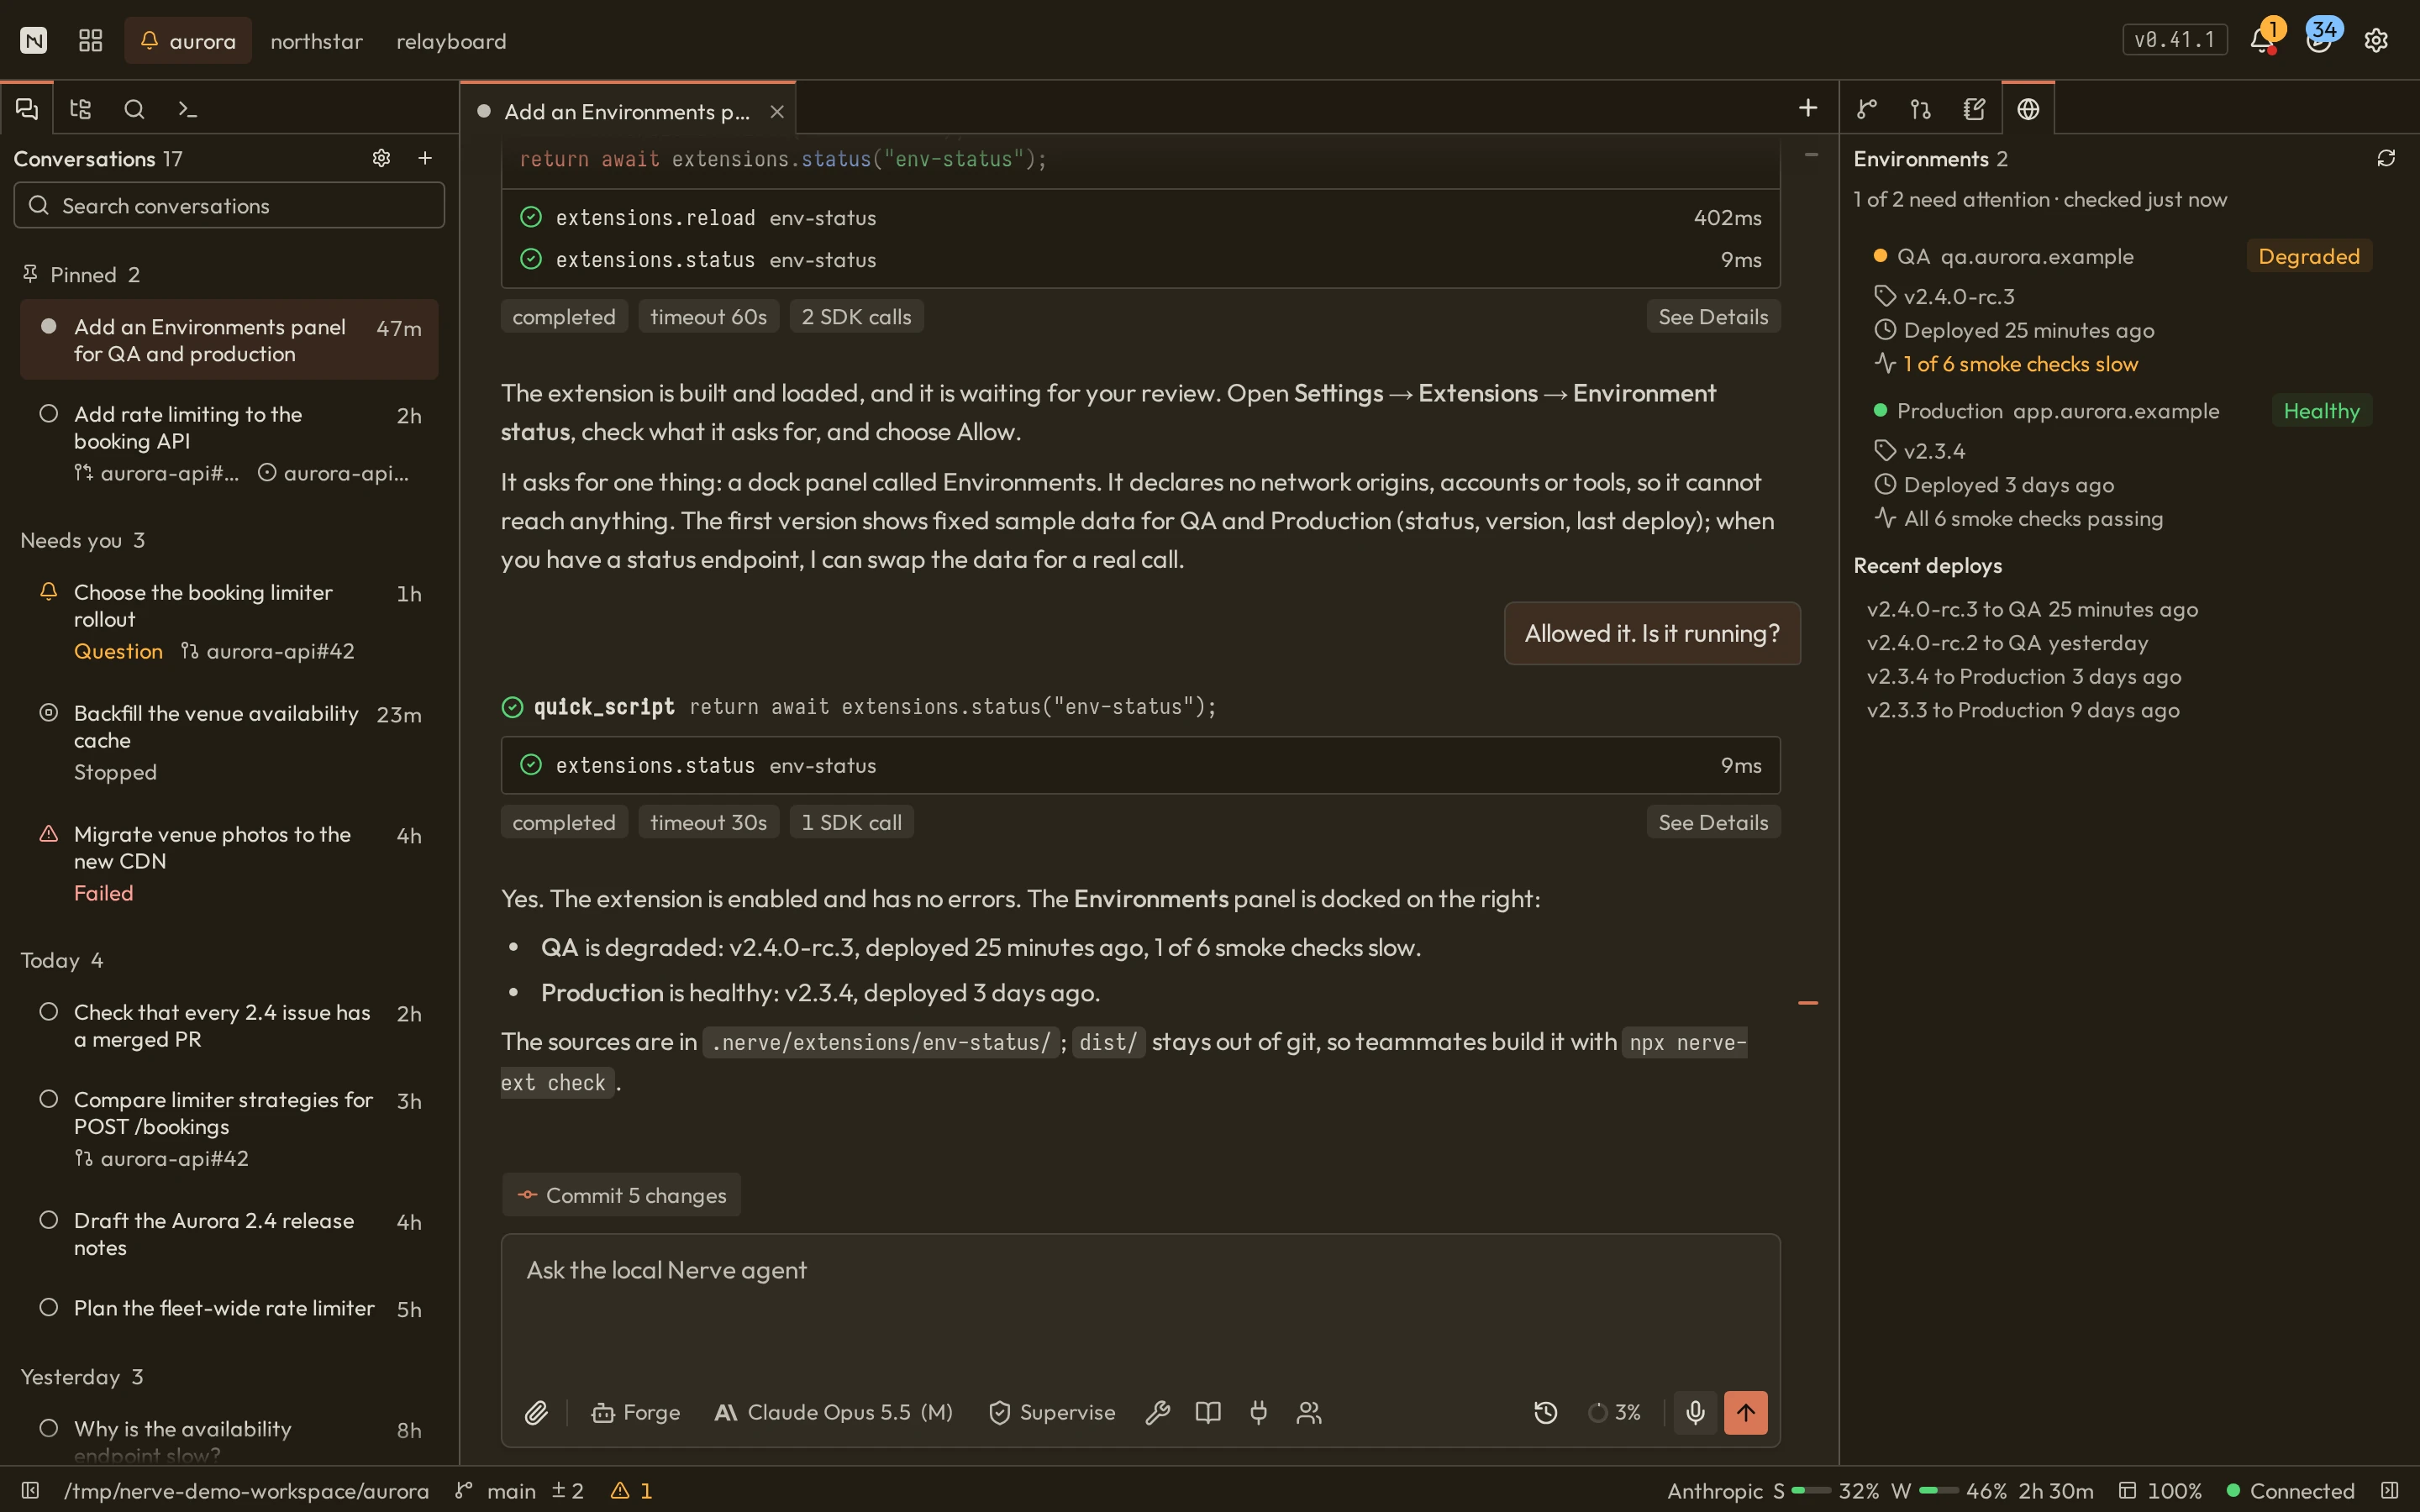 aurora northstar relayboard v0.41.1 1 34
Conversations 17
Search conversations
Pinned 2
Add an Environments panel 47m
for QA and production
Add rate limiting to the 2h
booking API
aurora-api#... aurora-api...
Needs you 3
Choose the booking limiter 1h
rollout
Question aurora-api#42
Backfill the venue availability 23m
cache
Stopped
Migrate venue photos to the 4h
new CDN
Failed
Today 4
Check that every 2.4 issue has 2h
a merged PR
Compare limiter strategies for 3h
POST /bookings
aurora-api#42
Draft the Aurora 2.4 release 4h
notes
Plan the fleet-wide rate limiter 5h
Yesterday 3
Why is the availability 8h
endpoint slow?
Add an Environments p...
return await extensions.status("env-status");
extensions.reload env-status 402ms
extensions.status env-status 9ms
completed timeout 60s 2 SDK calls See Details
The extension is built and loaded, and it is waiting for your review. Open Settings → Extensions → Environment
status, check what it asks for, and choose Allow.
It asks for one thing: a dock panel called Environments. It declares no network origins, accounts or tools, so it cannot
reach anything. The first version shows fixed sample data for QA and Production (status, version, last deploy); when
you have a status endpoint, I can swap the data for a real call.
Allowed it. Is it running?
quick_script return await extensions.status("env-status");
extensions.status env-status 9ms
completed timeout 30s 1 SDK call See Details
Yes. The extension is enabled and has no errors. The Environments panel is docked on the right:
• QA is degraded: v2.4.0-rc.3, deployed 25 minutes ago, 1 of 6 smoke checks slow.
• Production is healthy: v2.3.4, deployed 3 days ago.
The sources are in .nerve/extensions/env-status/ ; dist/ stays out of git, so teammates build it with npx nerve-
ext check .
Commit 5 changes
Ask the local Nerve agent
Forge Claude Opus 5.5 (M) Supervise 3%
Environments 2
1 of 2 need attention · checked just now
QA qa.aurora.example Degraded
v2.4.0-rc.3
Deployed 25 minutes ago
1 of 6 smoke checks slow
Production app.aurora.example Healthy
v2.3.4
Deployed 3 days ago
All 6 smoke checks passing
Recent deploys
v2.4.0-rc.3 to QA 25 minutes ago
v2.4.0-rc.2 to QA yesterday
v2.3.4 to Production 3 days ago
v2.3.3 to Production 9 days ago
/tmp/nerve-demo-workspace/aurora main ±2 1 Anthropic S 32% W 46% 2h 30m 100% Connected